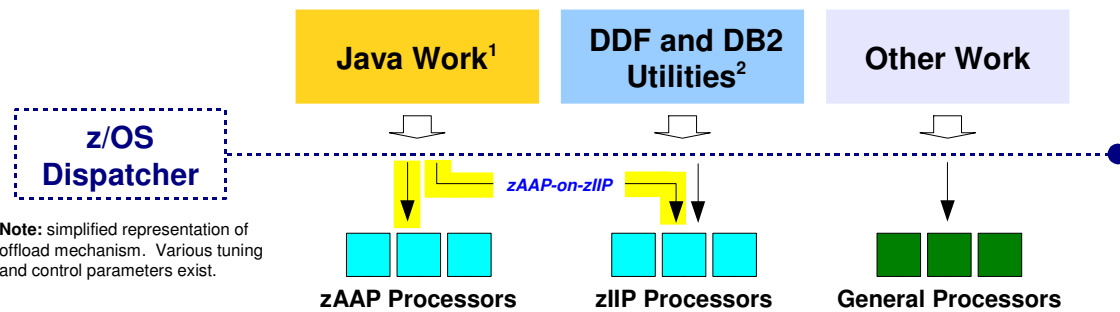 Java Work1
DDF and DB2
Utilities2
Other Work
z/OS
Dispatcher
zAAP-on-zIIP
Note: simplified representation of
offload mechanism. Various tuning
and control parameters exist.
zAAP Processors
zIIP Processors
General Processors